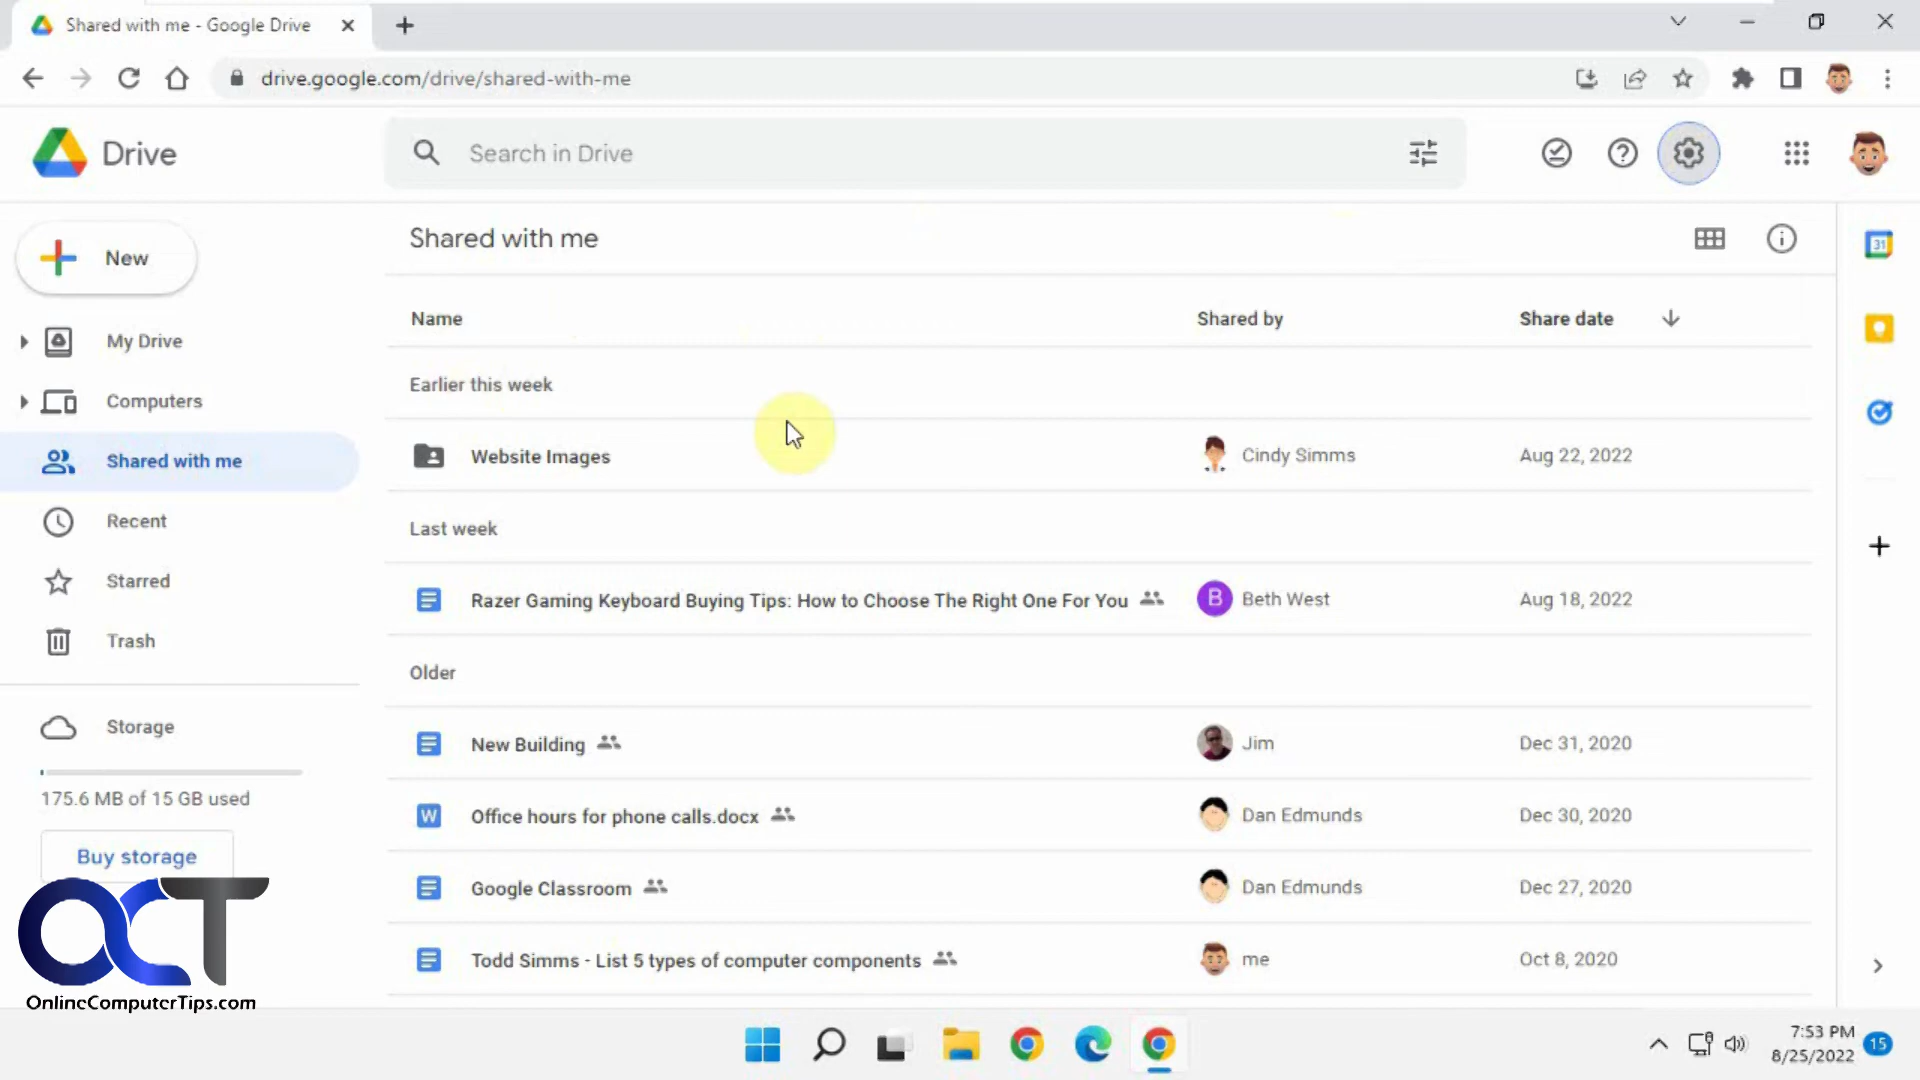 Shared with me - Google Drive
drive.google.com/drive/shared-with-me
Drive
Search in Drive
New
My Drive
Computers
Shared with me
Recent
Starred
Trash
Storage
175.6 MB of 15 GB used
Buy storage
OCT
OnlineComputerTips.com
Shared with me
Name Shared by Share date
Earlier this week
Website Images Cindy Simms Aug 22, 2022
Last week
Razer Gaming Keyboard Buying Tips: How to Choose The Right One For You B Beth West Aug 18, 2022
Older
New Building Jim Dec 31, 2020
W Office hours for phone calls.docx Dan Edmunds Dec 30, 2020
Google Classroom Dan Edmunds Dec 27, 2020
Todd Simms - List 5 types of computer components me Oct 8, 2020
31
7:53 PM
8/25/2022
15